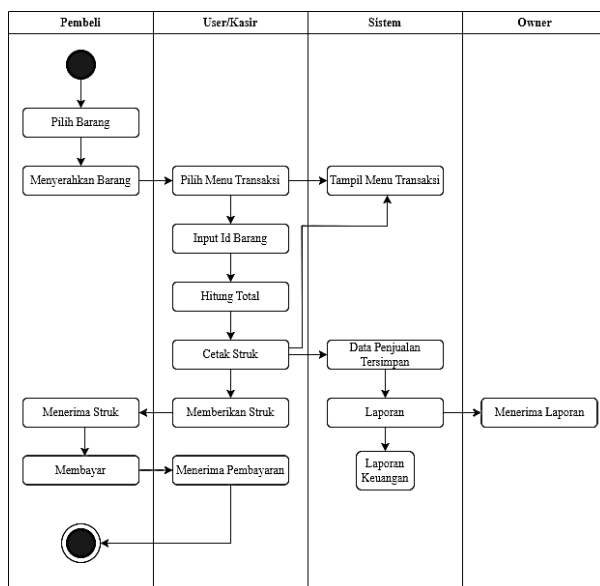 Pembeli
User/Kasir
Sistem
Owner
Pilih Barang
Menyerahkan Barang
Pilih Menu Transaksi
Tampil Menu Transaksi
Input Id Barang
Hitung Total
Cetak Struk
Data Penjualan
Tersimpan
Menerima Struk
Memberikan Struk
Laporan
Menerima Laporan
Membayar
Menerima Pembayaran
Laporan
Keuangan